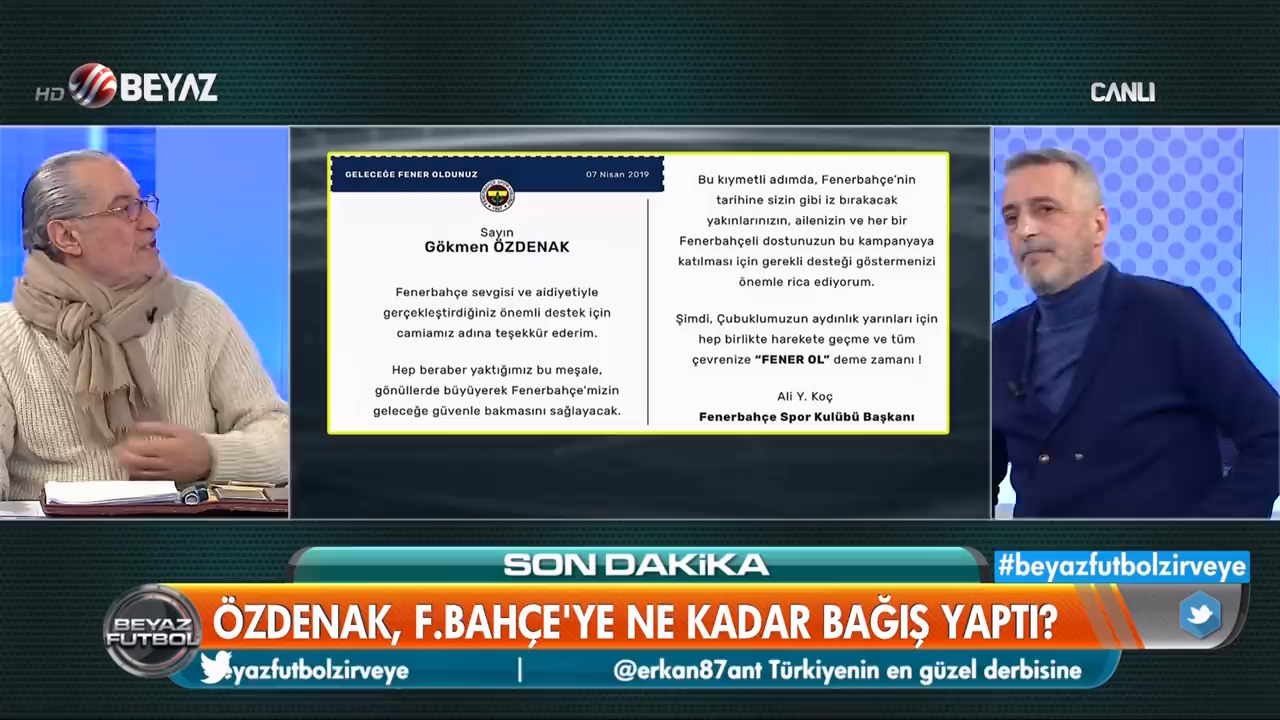 HD BEYAZ
CANLI
GELECEĞE FENER OLDUNUZ
07 Nisan 2019
Sayın
Gökmen ÖZDENAK
Fenerbahçe sevgisi ve aidiyetiyle
gerçekleştirdiğiniz önemli destek için
camiamız adına teşekkür ederim.
Hep beraber yaktığımız bu meşale,
gönüllerde büyüyerek Fenerbahçe'mizin
geleceğe güvenle bakmasını sağlayacak.
Bu kıymetli adımda, Fenerbahçe'nin
tarihine sizin gibi iz bırakacak
yakınlarınızın, ailenizin ve her bir
Fenerbahçeli dostunuzun bu kampanyaya
katılması için gerekli desteği göstermenizi
önemle rica ediyorum.
Şimdi, Çubuklumuzun aydınlık yarınları için
hep birlikte harekete geçme ve tüm
çevrenize “FENER OL” deme zamanı !
Ali Y. Koç
Fenerbahçe Spor Kulübü Başkanı
SON DAKİKA
#beyazfutbolzirveye
BEYAZ
FUTBOL
ÖZDENAK, F.BAHÇE'YE NE KADAR BAĞIŞ YAPTI?
eyazfutbolzirveye | @erkan87ant Türkiyenin en güzel derbisine